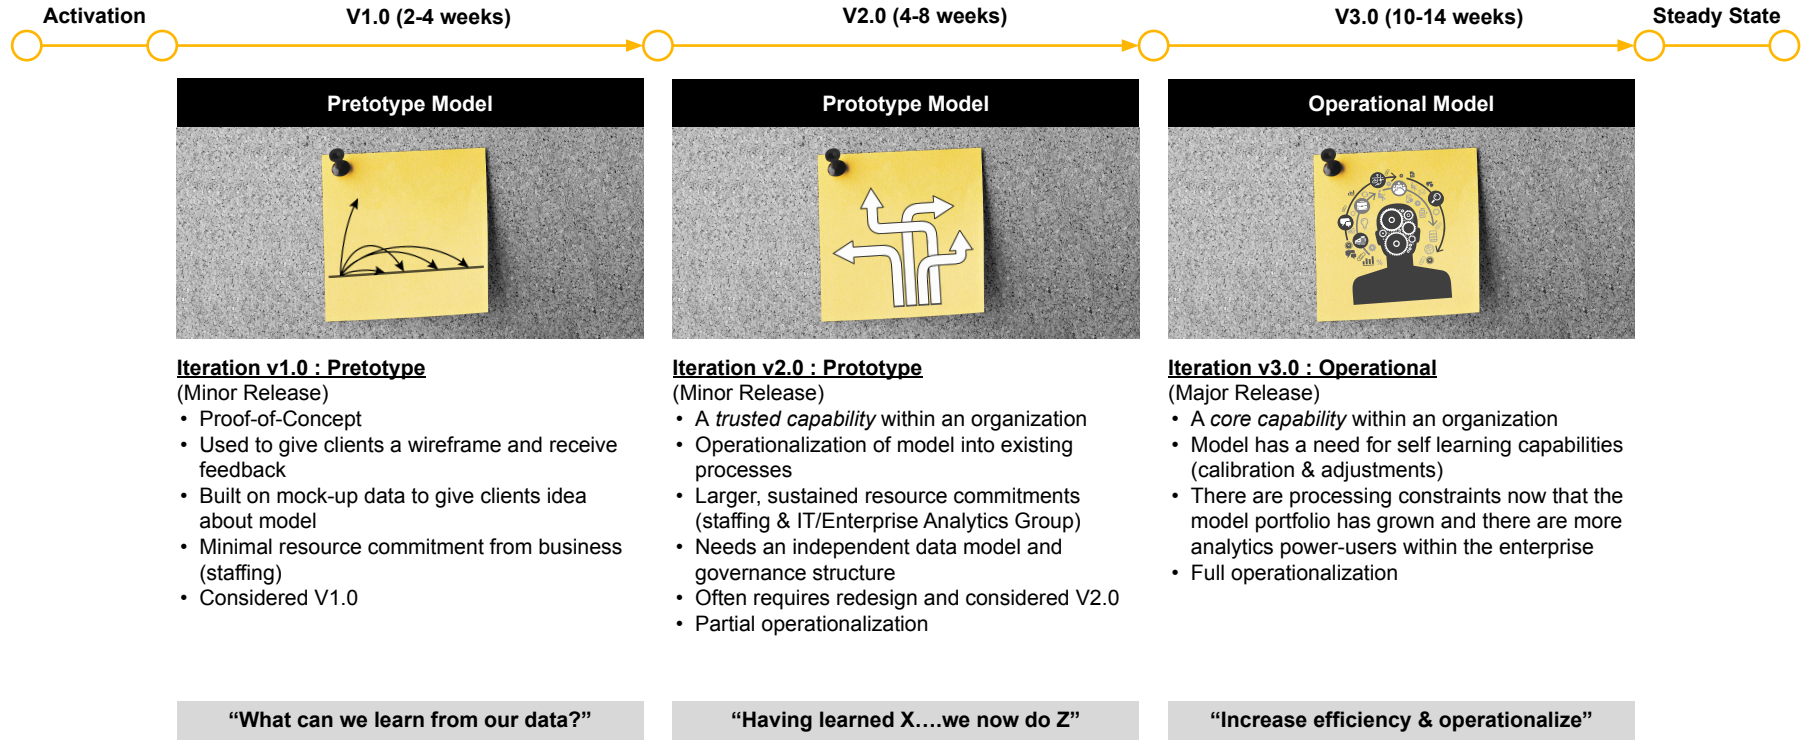 Activation
V1.0 (2-4 weeks)
V2.0 (4-8 weeks)
V3.0 (10-14 weeks)
Steady State
Pretotype Model
Prototype Model
Operational Model
Iteration v1.0 : Pretotype
(Minor Release)
• Proof-of-Concept
• Used to give clients a wireframe and receive
feedback
• Built on mock-up data to give clients idea
about model
• Minimal resource commitment from business
(staffing)
• Considered V1.0
“What can we learn from our data?”
Iteration v2.0 : Prototype
(Minor Release)
• A trusted capability within an organization
• Operationalization of model into existing
processes
• Larger, sustained resource commitments
(staffing & IT/Enterprise Analytics Group)
• Needs an independent data model and
governance structure
• Often requires redesign and considered V2.0
• Partial operationalization
“Having learned X….we now do Z”
Iteration v3.0 : Operational
(Major Release)
• A core capability within an organization
• Model has a need for self learning capabilities
(calibration & adjustments)
• There are processing constraints now that the
model portfolio has grown and there are more
analytics power-users within the enterprise
• Full operationalization
“Increase efficiency & operationalize”